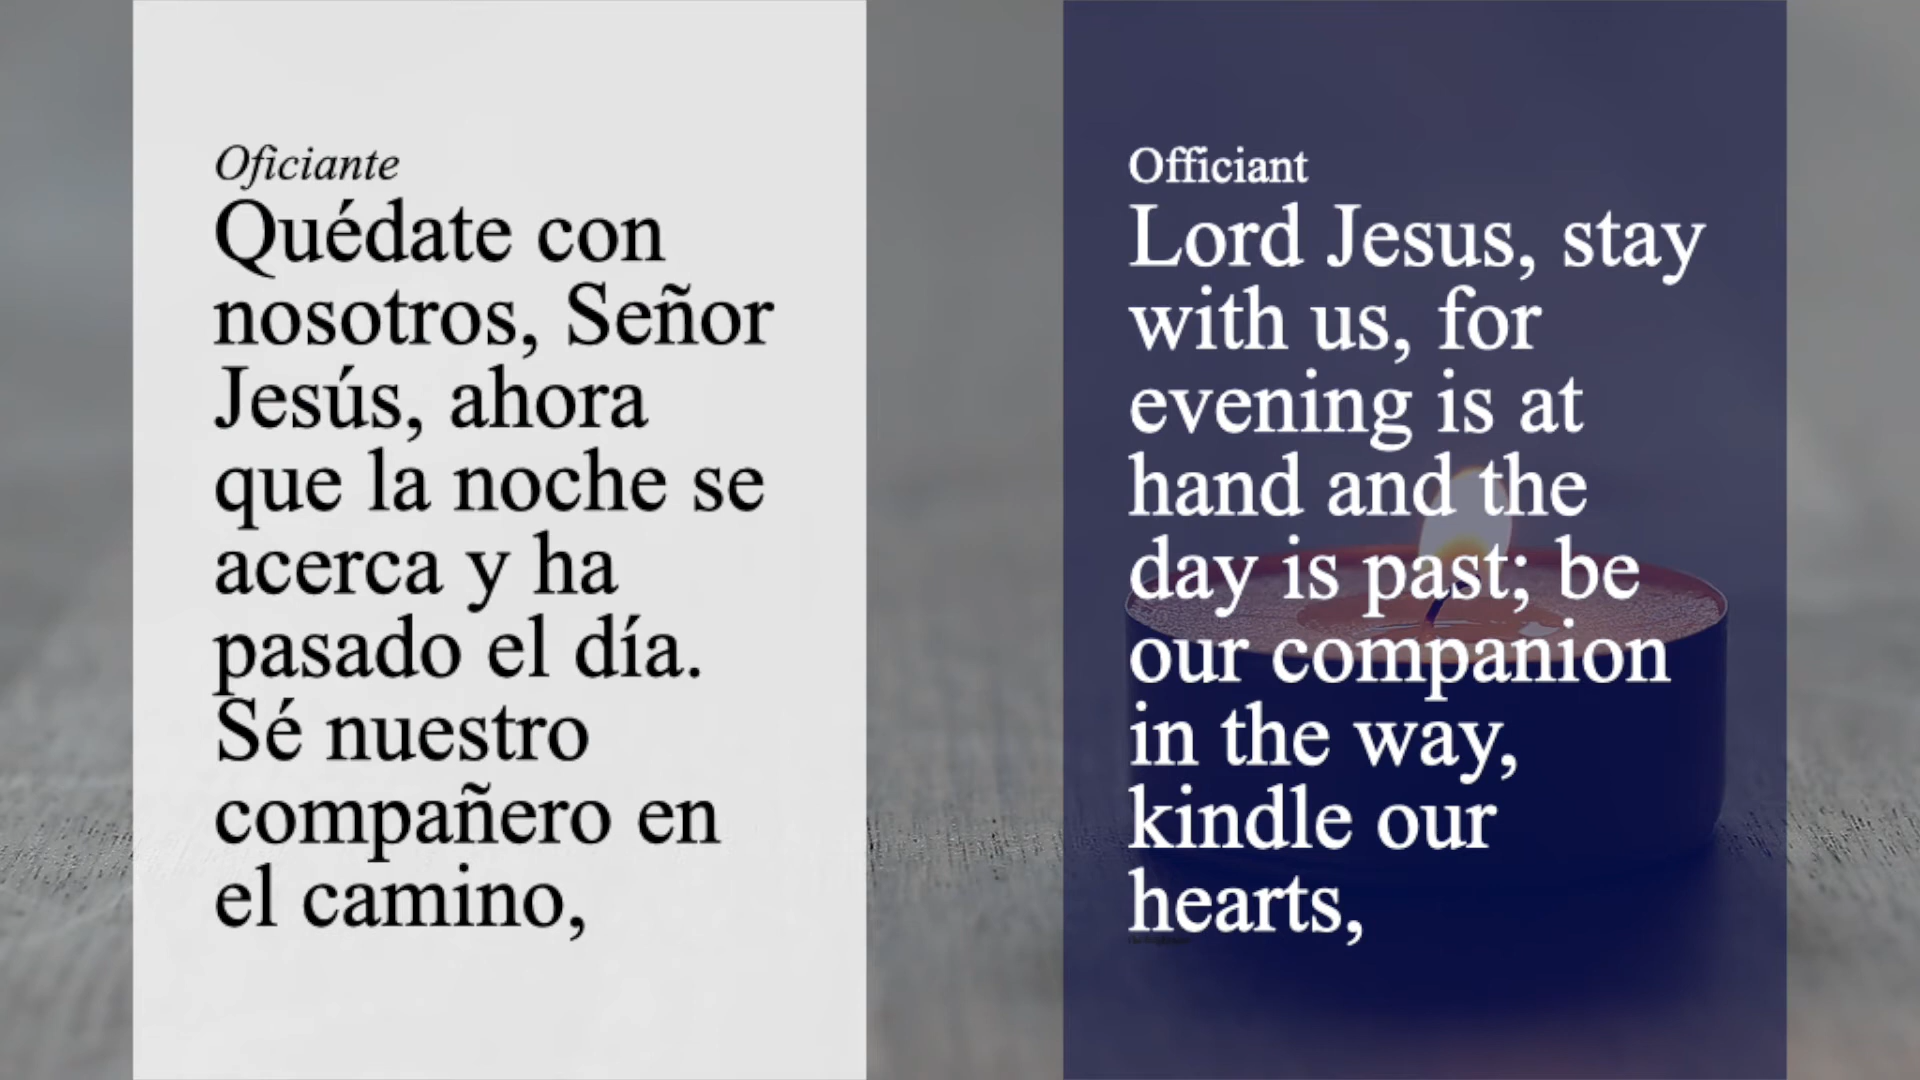 Oficiante
Quédate con
nosotros, Señor
Jesús, ahora
que la noche se
acerca y ha
pasado el día.
Sé nuestro
compañero en
el camino,
Officiant
Lord Jesus, stay
with us, for
evening is at
hand and the
day is past; be
our companion
in the way,
kindle our
hearts,